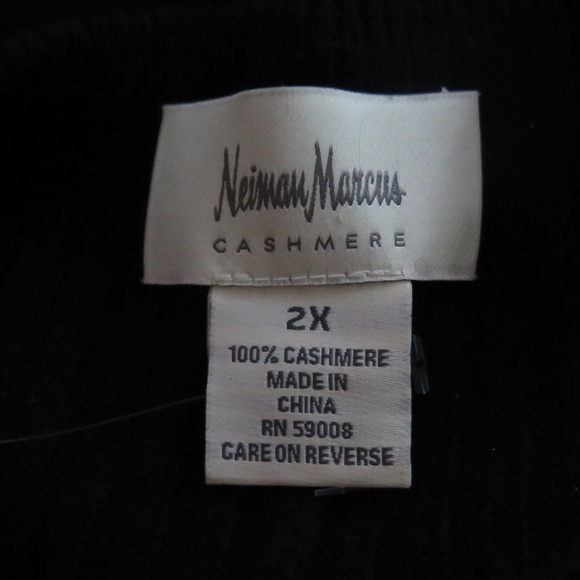 Neiman Marcus
CASHMERE
2X
100% CASHMERE
MADE IN
CHINA
RN 59008
CARE ON REVERSE